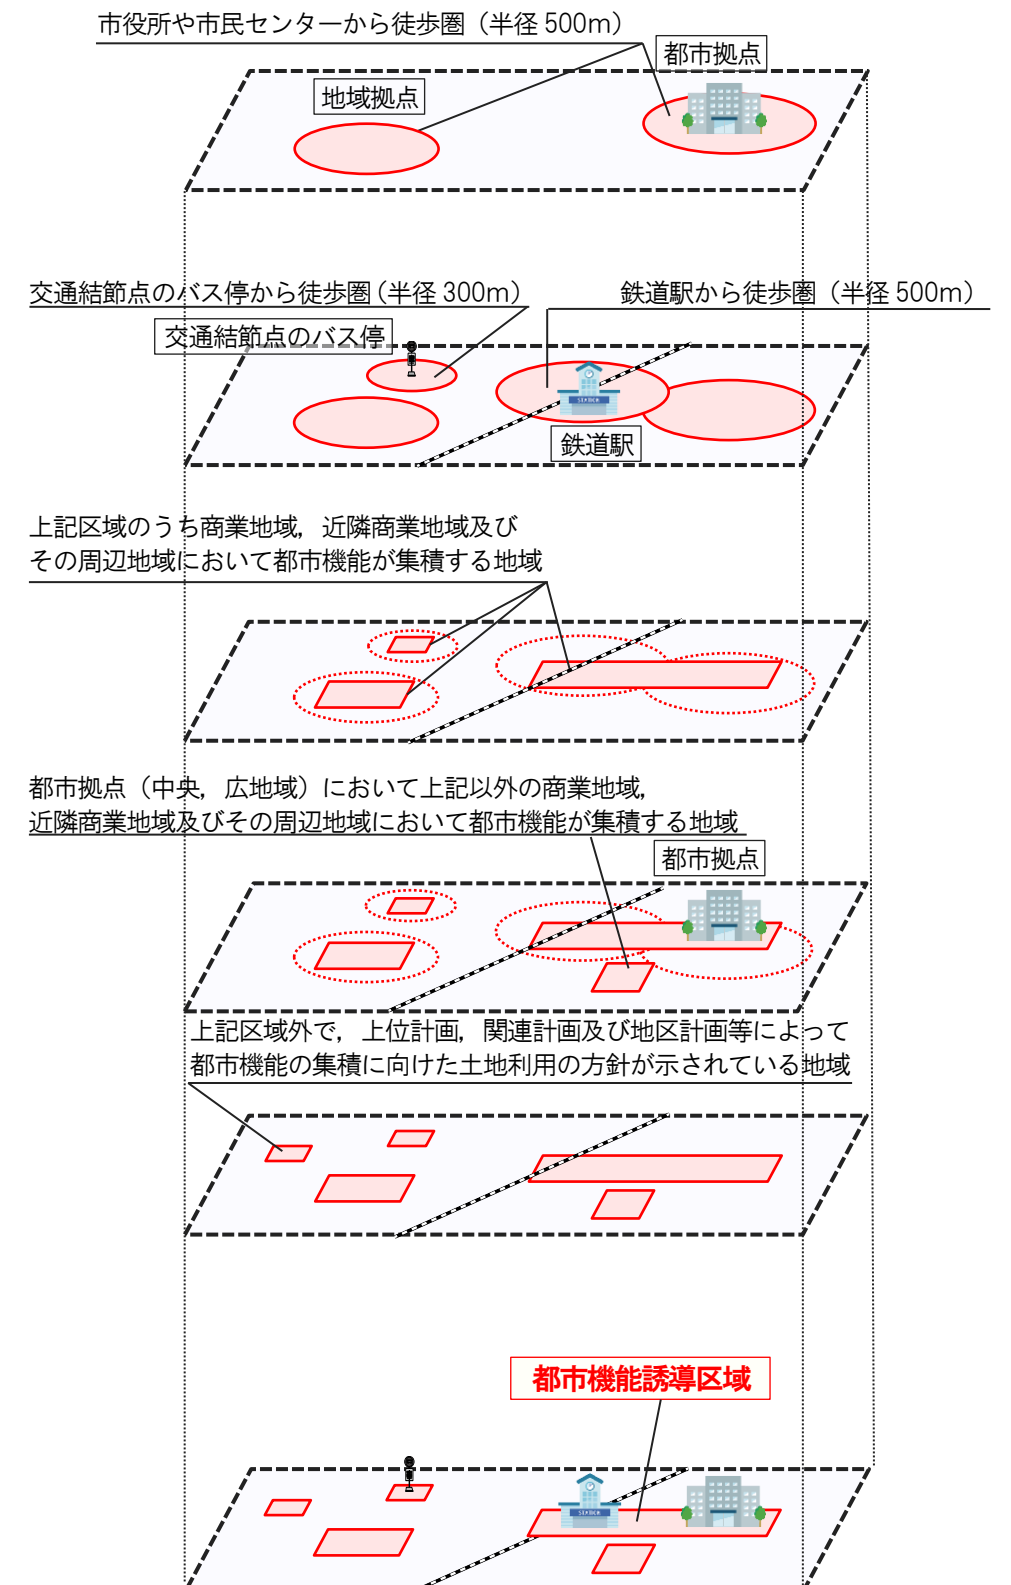 市役所や市民センターから徒歩圏（半径 500m）
都市拠点
地域拠点
交通結節点のバス停から徒歩圏（半径 300m）
鉄道駅から徒歩圏（半径 500m）
交通結節点のバス停
鉄道駅
上記区域のうち商業地域，近隣商業地域及び
その周辺地域において都市機能が集積する地域
都市拠点（中央，広地域）において上記以外の商業地域，
近隣商業地域及びその周辺地域において都市機能が集積する地域
都市拠点
上記区域外で，上位計画，関連計画及び地区計画等によって
都市機能の集積に向けた土地利用の方針が示されている地域
都市機能誘導区域